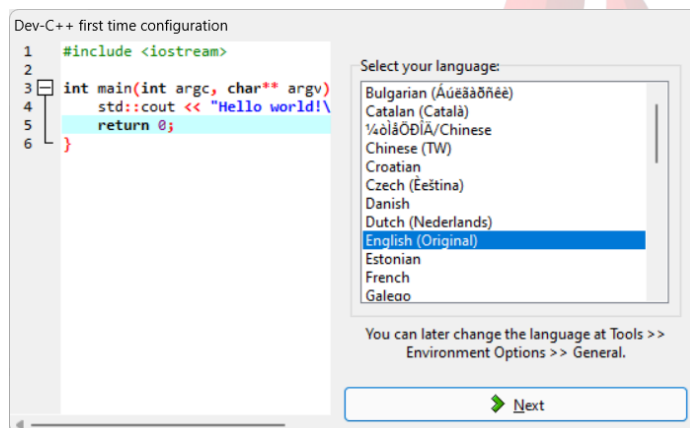 Dev-C++ first time configuration
1 #include <iostream>
2
3 int main(int argc, char** argv)
4 std::cout << "Hello world!\
5 return 0;
6 }
Select your language:
Bulgarian (Áúëãàðñêè)
Catalan (Català)
¼òÌåÖÐÎÄ/Chinese
Chinese (TW)
Croatian
Czech (Èeština)
Danish
Dutch (Nederlands)
English (Original)
Estonian
French
Galego
You can later change the language at Tools >>
Environment Options >> General.
Next